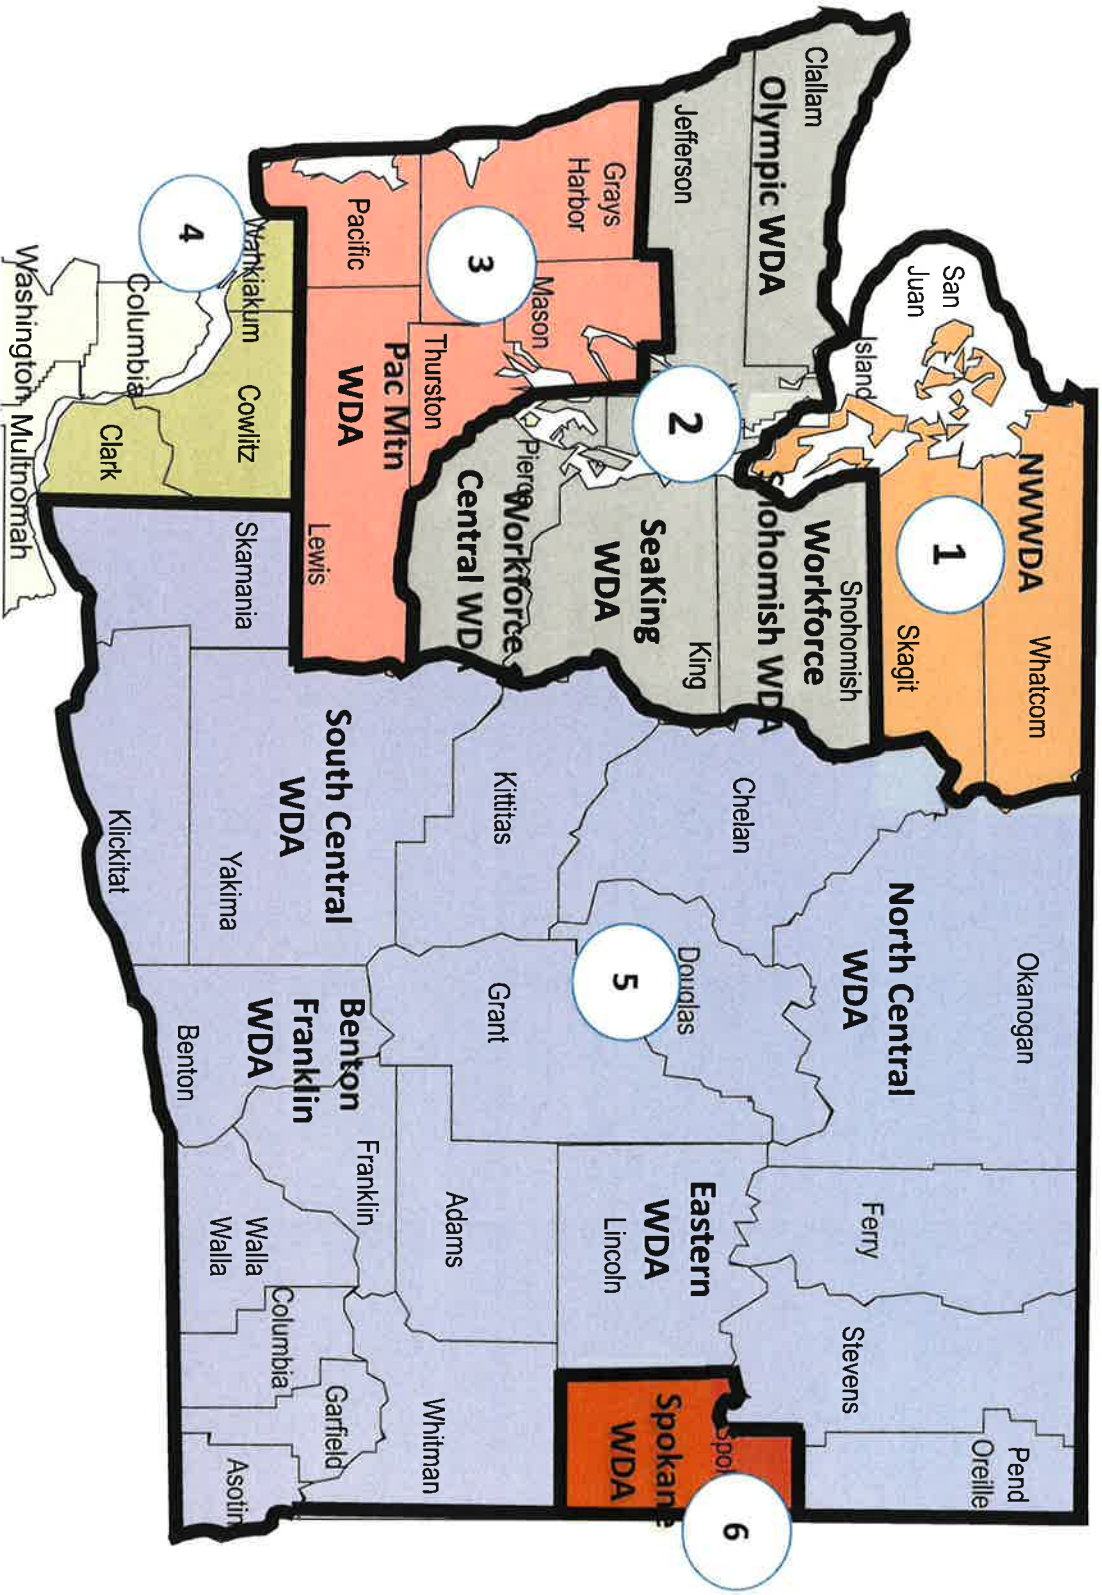 Clallam
Olympic WDA
Jefferson
San
Juan
Island
NWWDA
Whatcom
1
Skagit
Snohomish
Workforce
Snohomish WDA
2
King
SeaKing
WDA
Pierce
Workforce
Central WD
Grays
Harbor
3
Mason
Thurston
Pac Mtn
WDA
Pacific
Lewis
4
Wahkiakum
Cowlitz
Clark
Columbia
Washington
Multnomah
Okanogan
North Central
WDA
Chelan
Douglas
5
Kittitas
Grant
South Central
WDA
Yakima
Skamania
Klickitat
Benton
Franklin
WDA
Benton
Franklin
Ferry
Stevens
Pend
Oreille
Eastern
WDA
Lincoln
Adams
Whitman
Walla
Walla
Columbia
Garfield
Asotin
Spo
Spokane
WDA
6